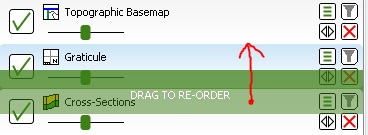 Topographic Basemap
Graticule
DRAG TO RE-ORDER
Cross-Sections